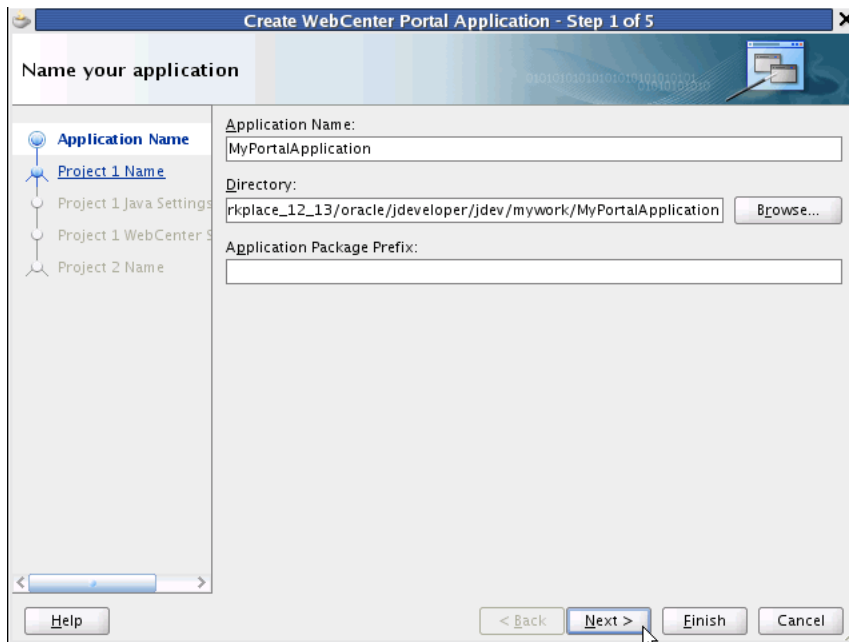 Create WebCenter Portal Application - Step 1 of 5
Name your application
Application Name
Project 1 Name
Project 1 Java Settings
Project 1 WebCenter S
Project 2 Name
Application Name:
MyPortalApplication
Directory:
rkplace_12_13/oracle/jdeveloper/jdev/mywork/MyPortalApplication
Browse...
Application Package Prefix:
Help
< Back
Next >
Finish
Cancel